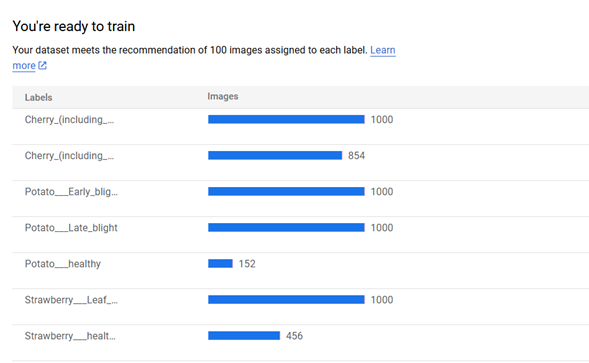 You're ready to train
Your dataset meets the recommendation of 100 images assigned to each label. Learn
more
Labels Images
Cherry_(including_... 1000
Cherry_(including_... 854
Potato___Early_blig... 1000
Potato___Late_blight 1000
Potato___healthy 152
Strawberry___Leaf_... 1000
Strawberry___healt... 456